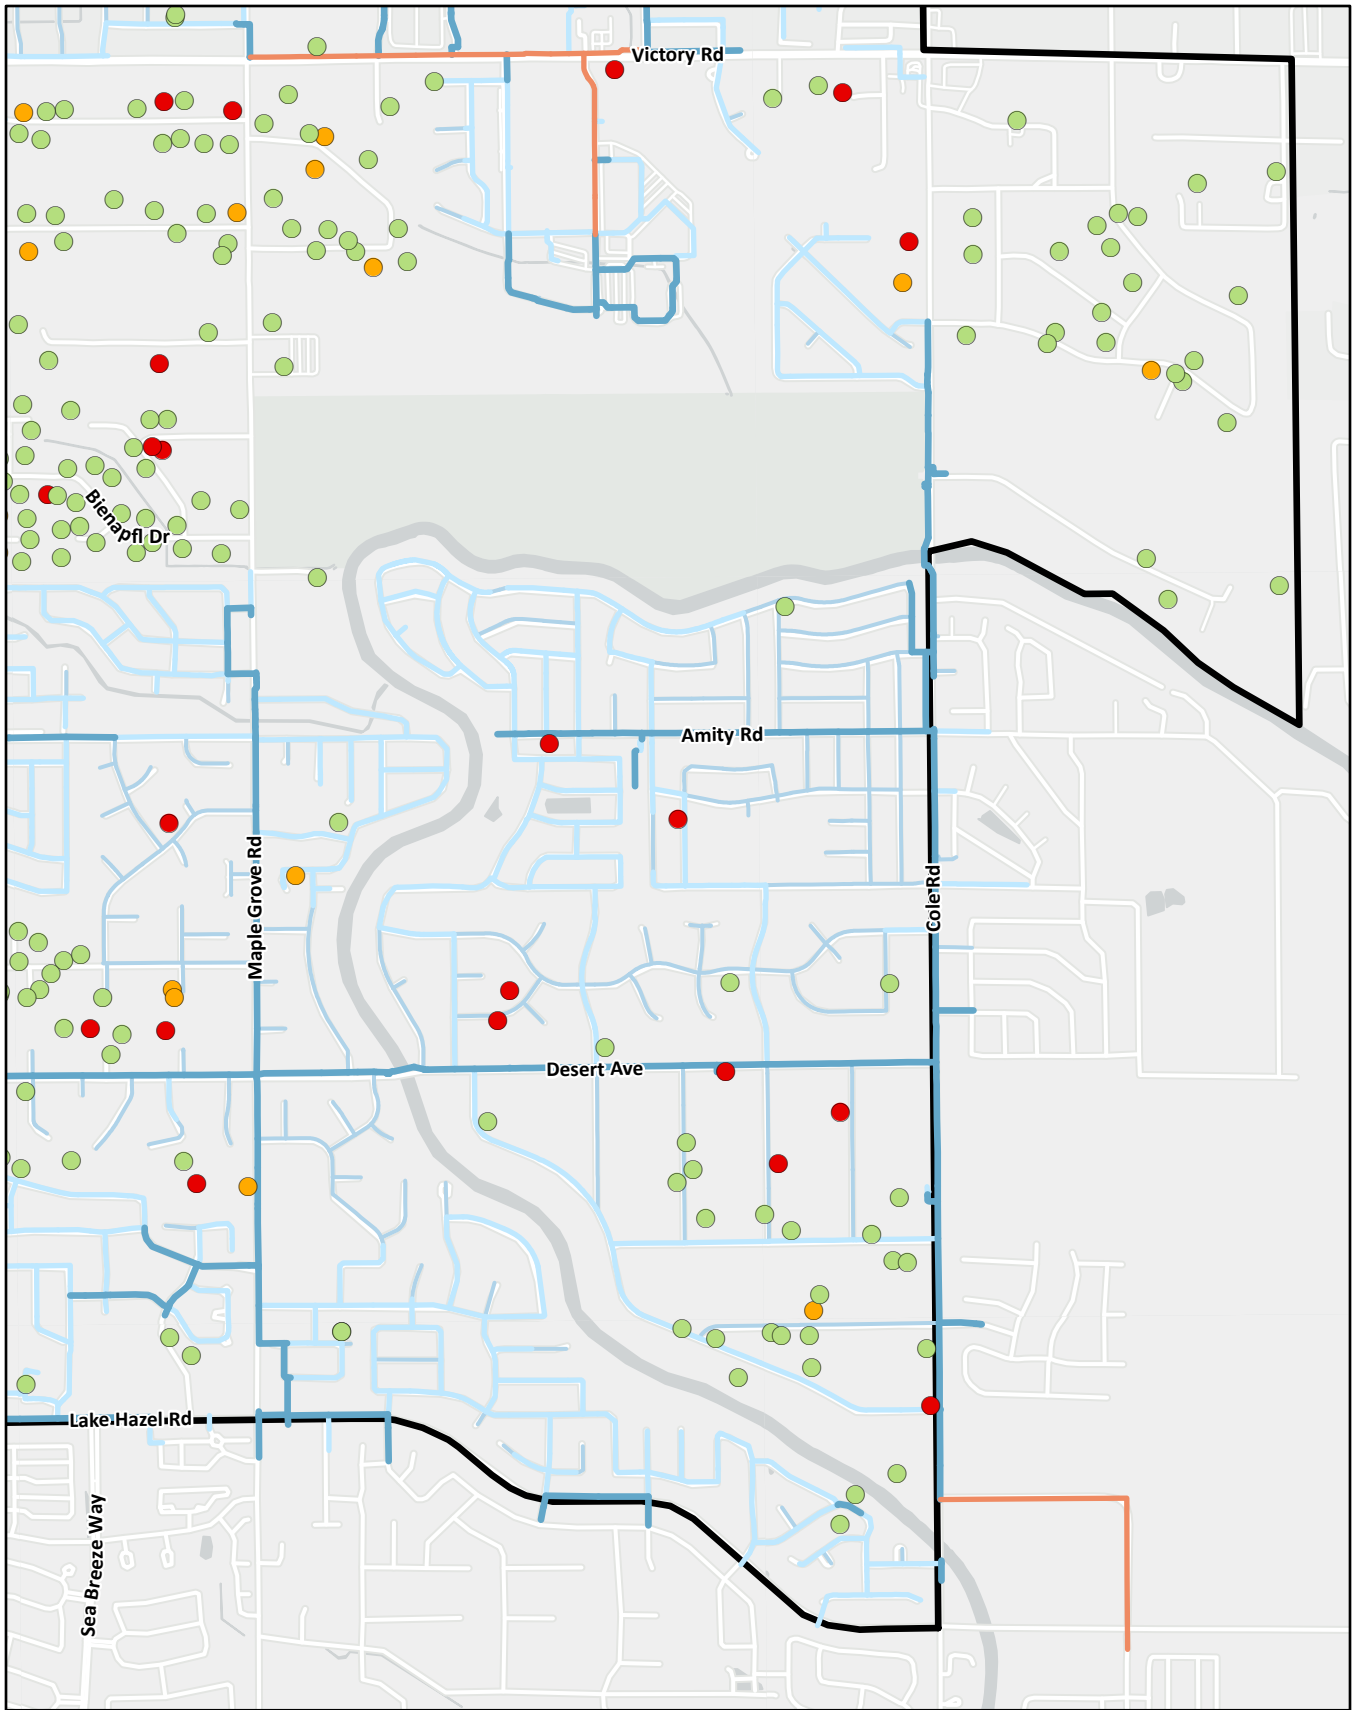 Victory Rd
Bienapfl Dr
Amity Rd
Maple Grove Rd
Cole Rd
Desert Ave
Lake Hazel Rd
Sea Breeze Way